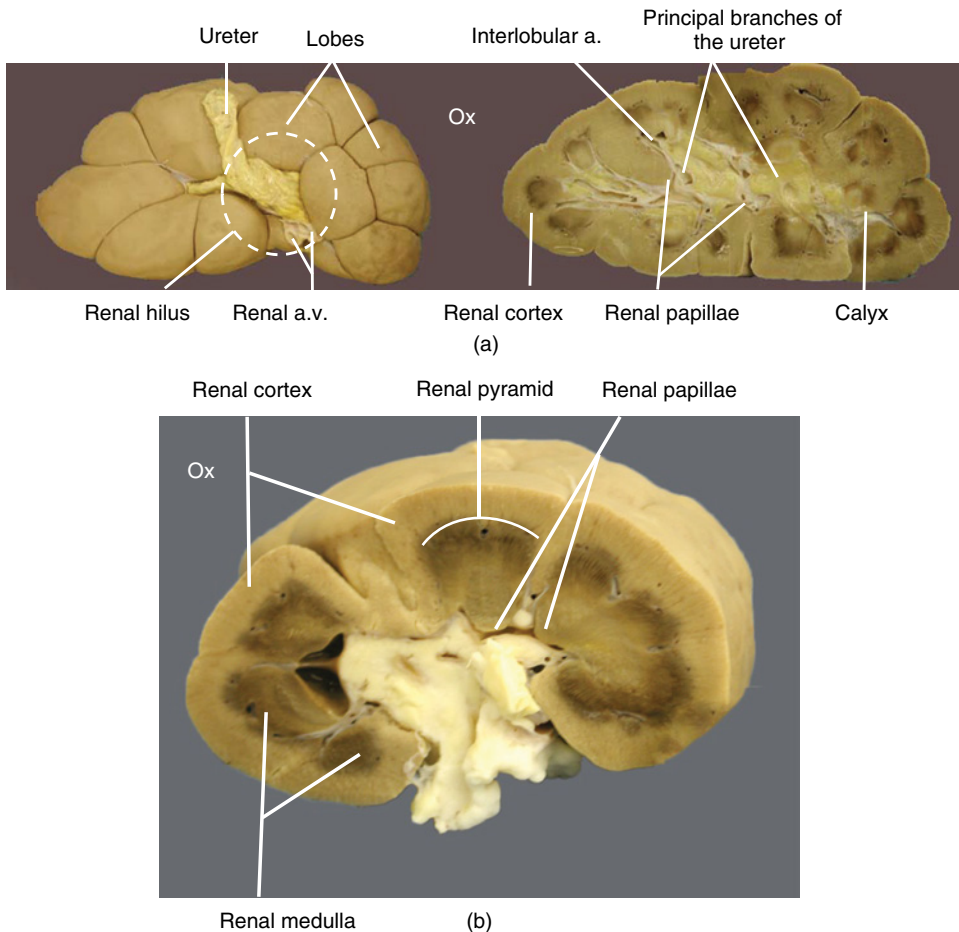 Ureter
Lobes
Interlobular a.
Principal branches of
the ureter
Ox
Renal hilus
Renal a.v.
Renal cortex
Renal papillae
Calyx
(a)
Renal cortex
Renal pyramid
Renal papillae
Ox
Renal medulla
(b)